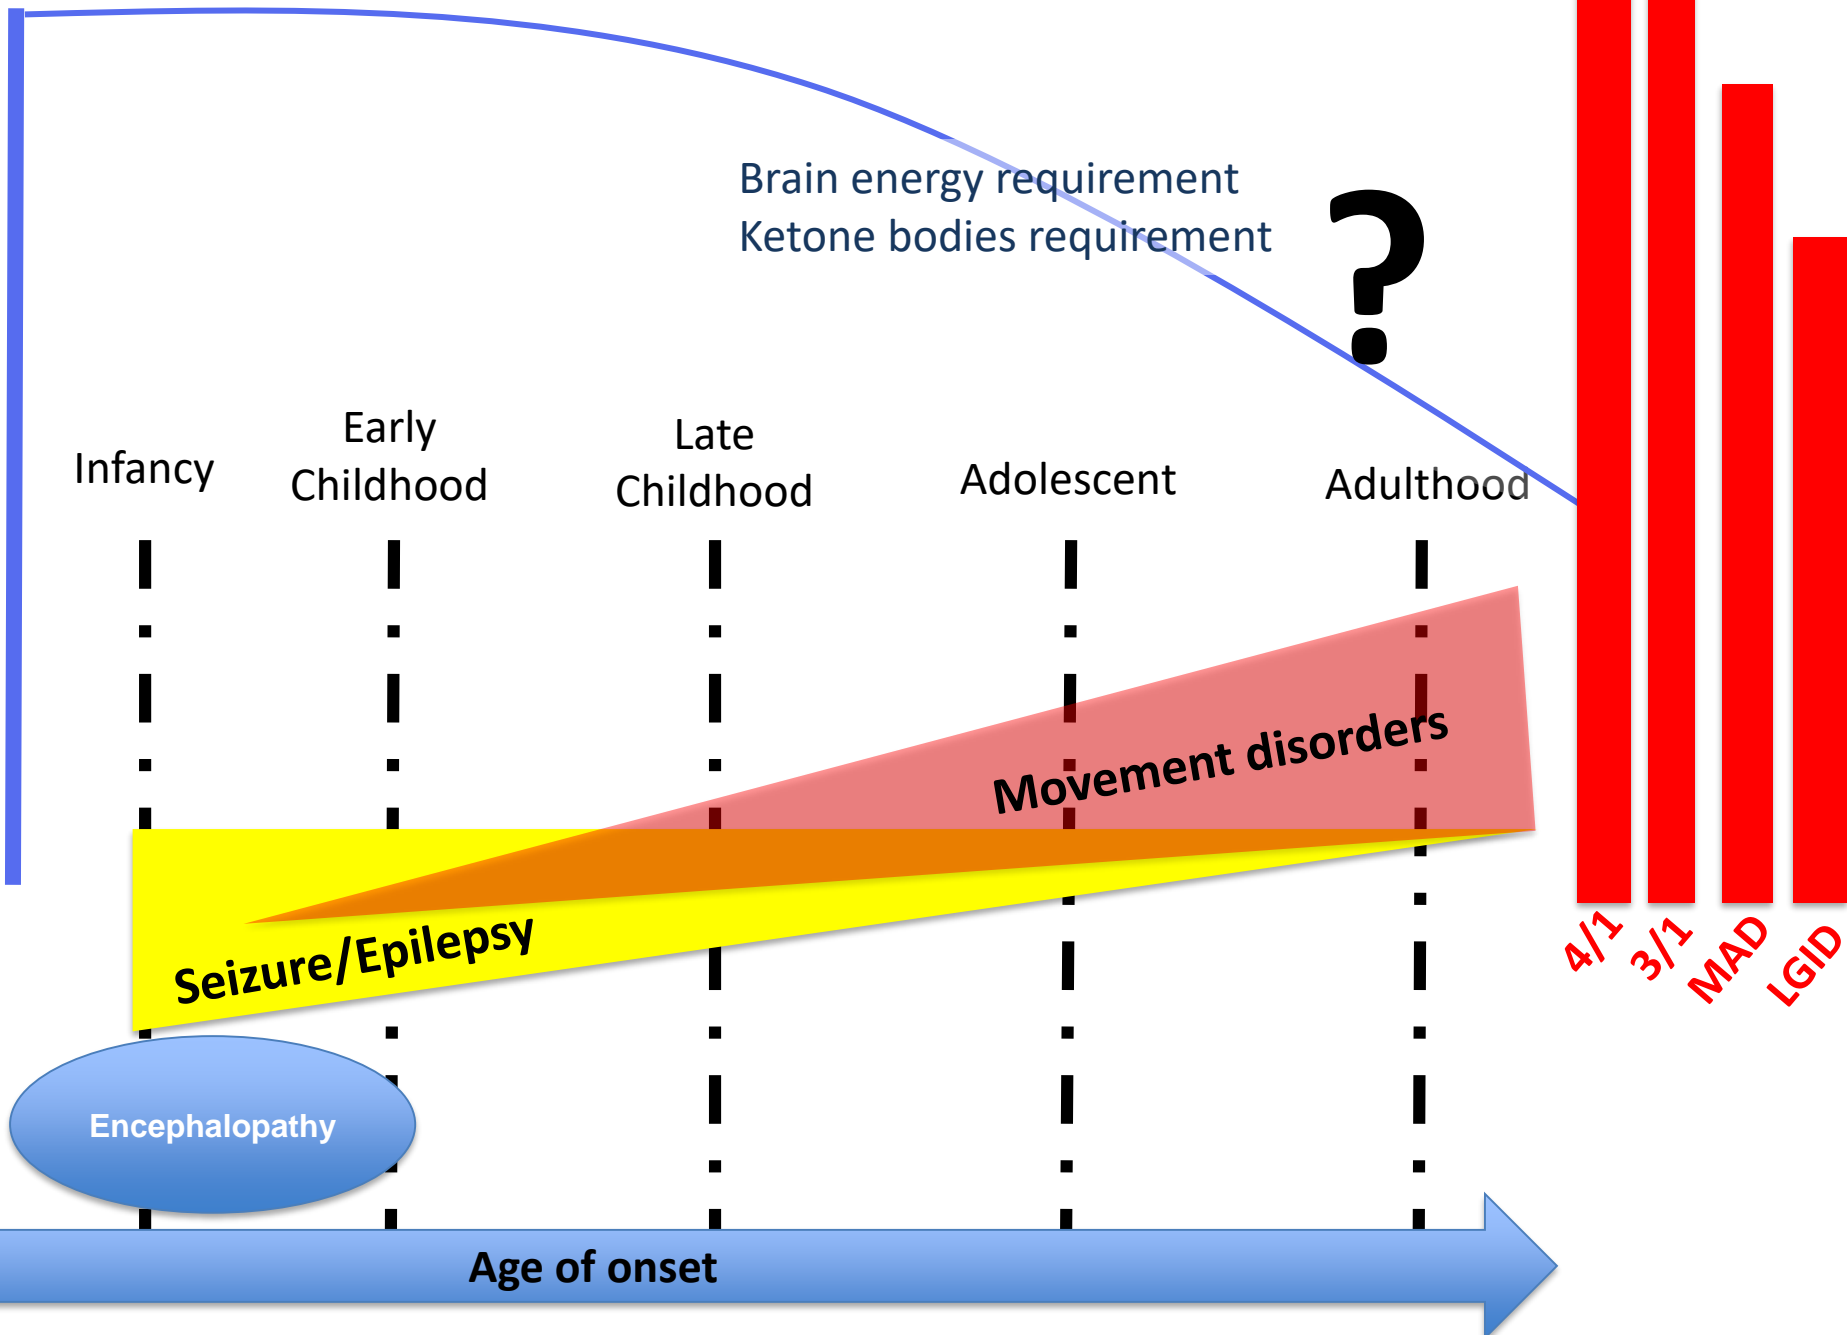 Brain energy requirement
Ketone bodies requirement
?
Infancy
Early
Childhood
Late
Childhood
Adolescent
Adulthood
Movement disorders
Seizure/Epilepsy
Encephalopathy
Age of onset
4/1
3/1
MAD
LGID